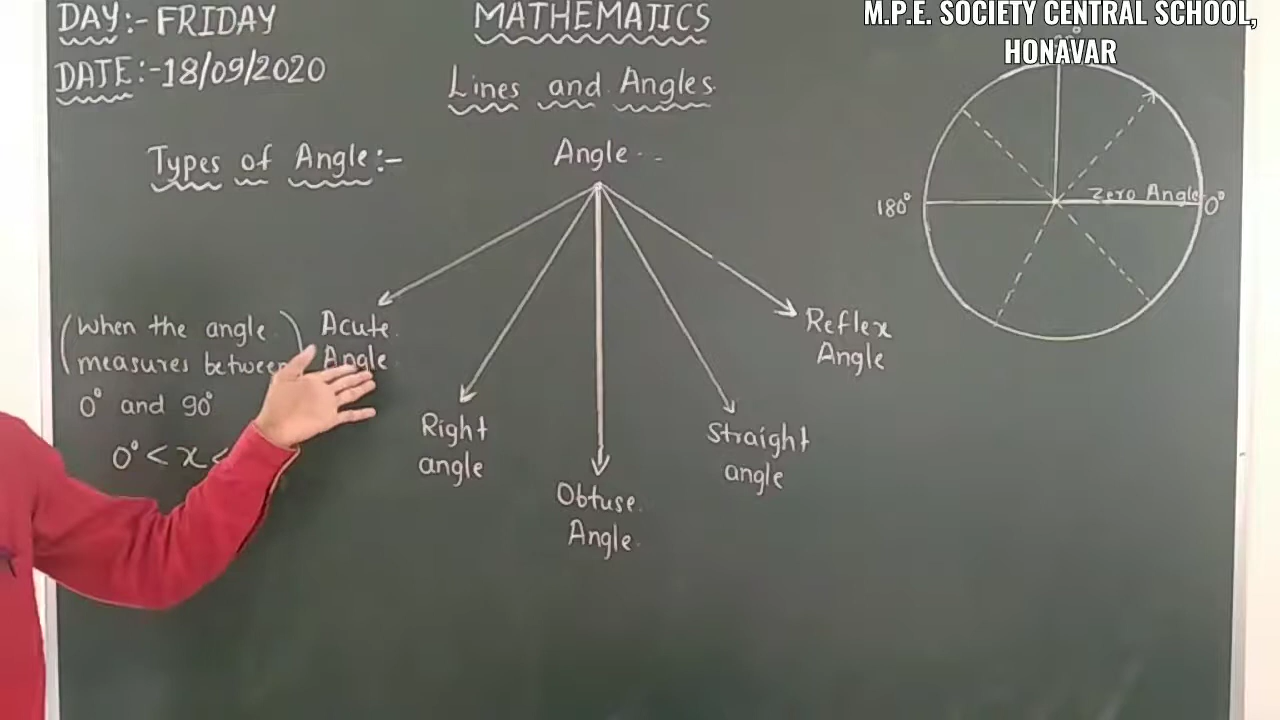 DAY:- FRIDAY
DATE:-18/09/2020
MATHEMATICS
Lines and Angles
M.P.E. SOCIETY CENTRAL SCHOOL,
HONAVAR
Types of Angle:-
Angle
180°
Zero Angle
0°
(When the angle
measures between)
0° and 90°
0° < x <
Acute
Angle
Right
angle
Obtuse
Angle
Straight
angle
Reflex
Angle